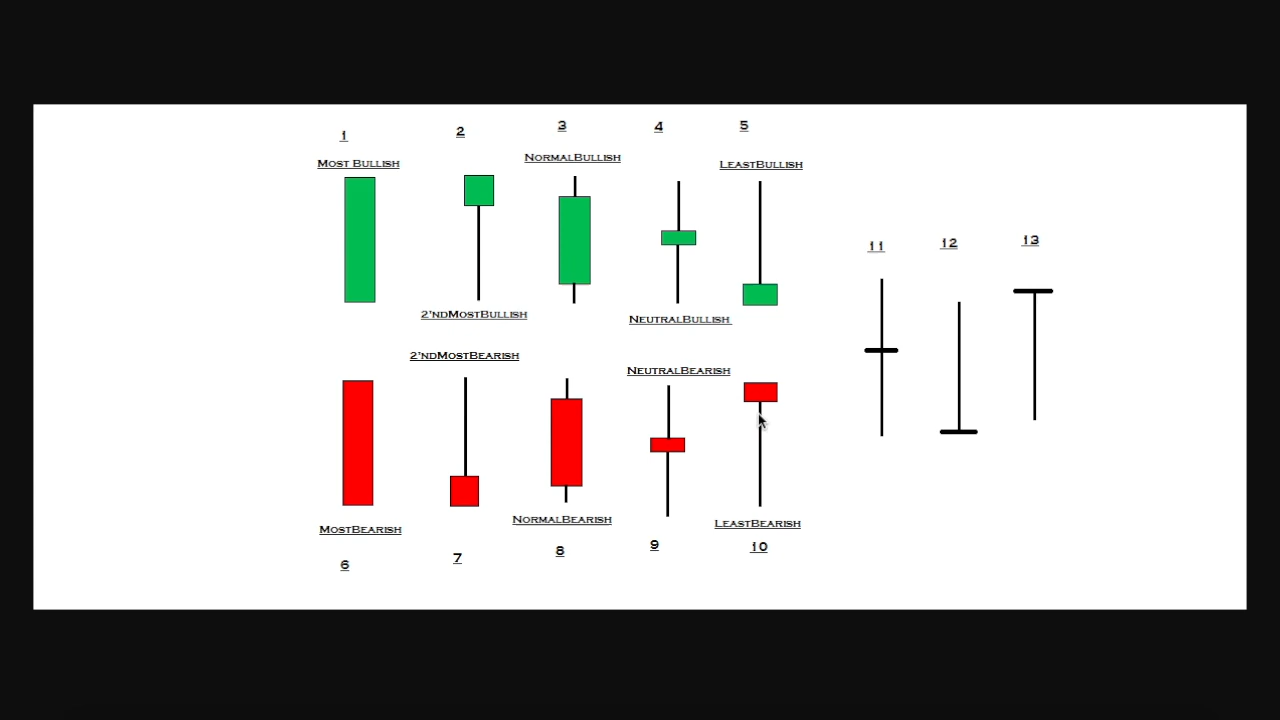 1
2
3
4
5
Most Bullish
NormalBullish
LeastBullish
2'ndMostBullish
NeutralBullish
11
12
13
2'ndMostBearish
NeutralBearish
MostBearish
NormalBearish
LeastBearish
6
7
8
9
10